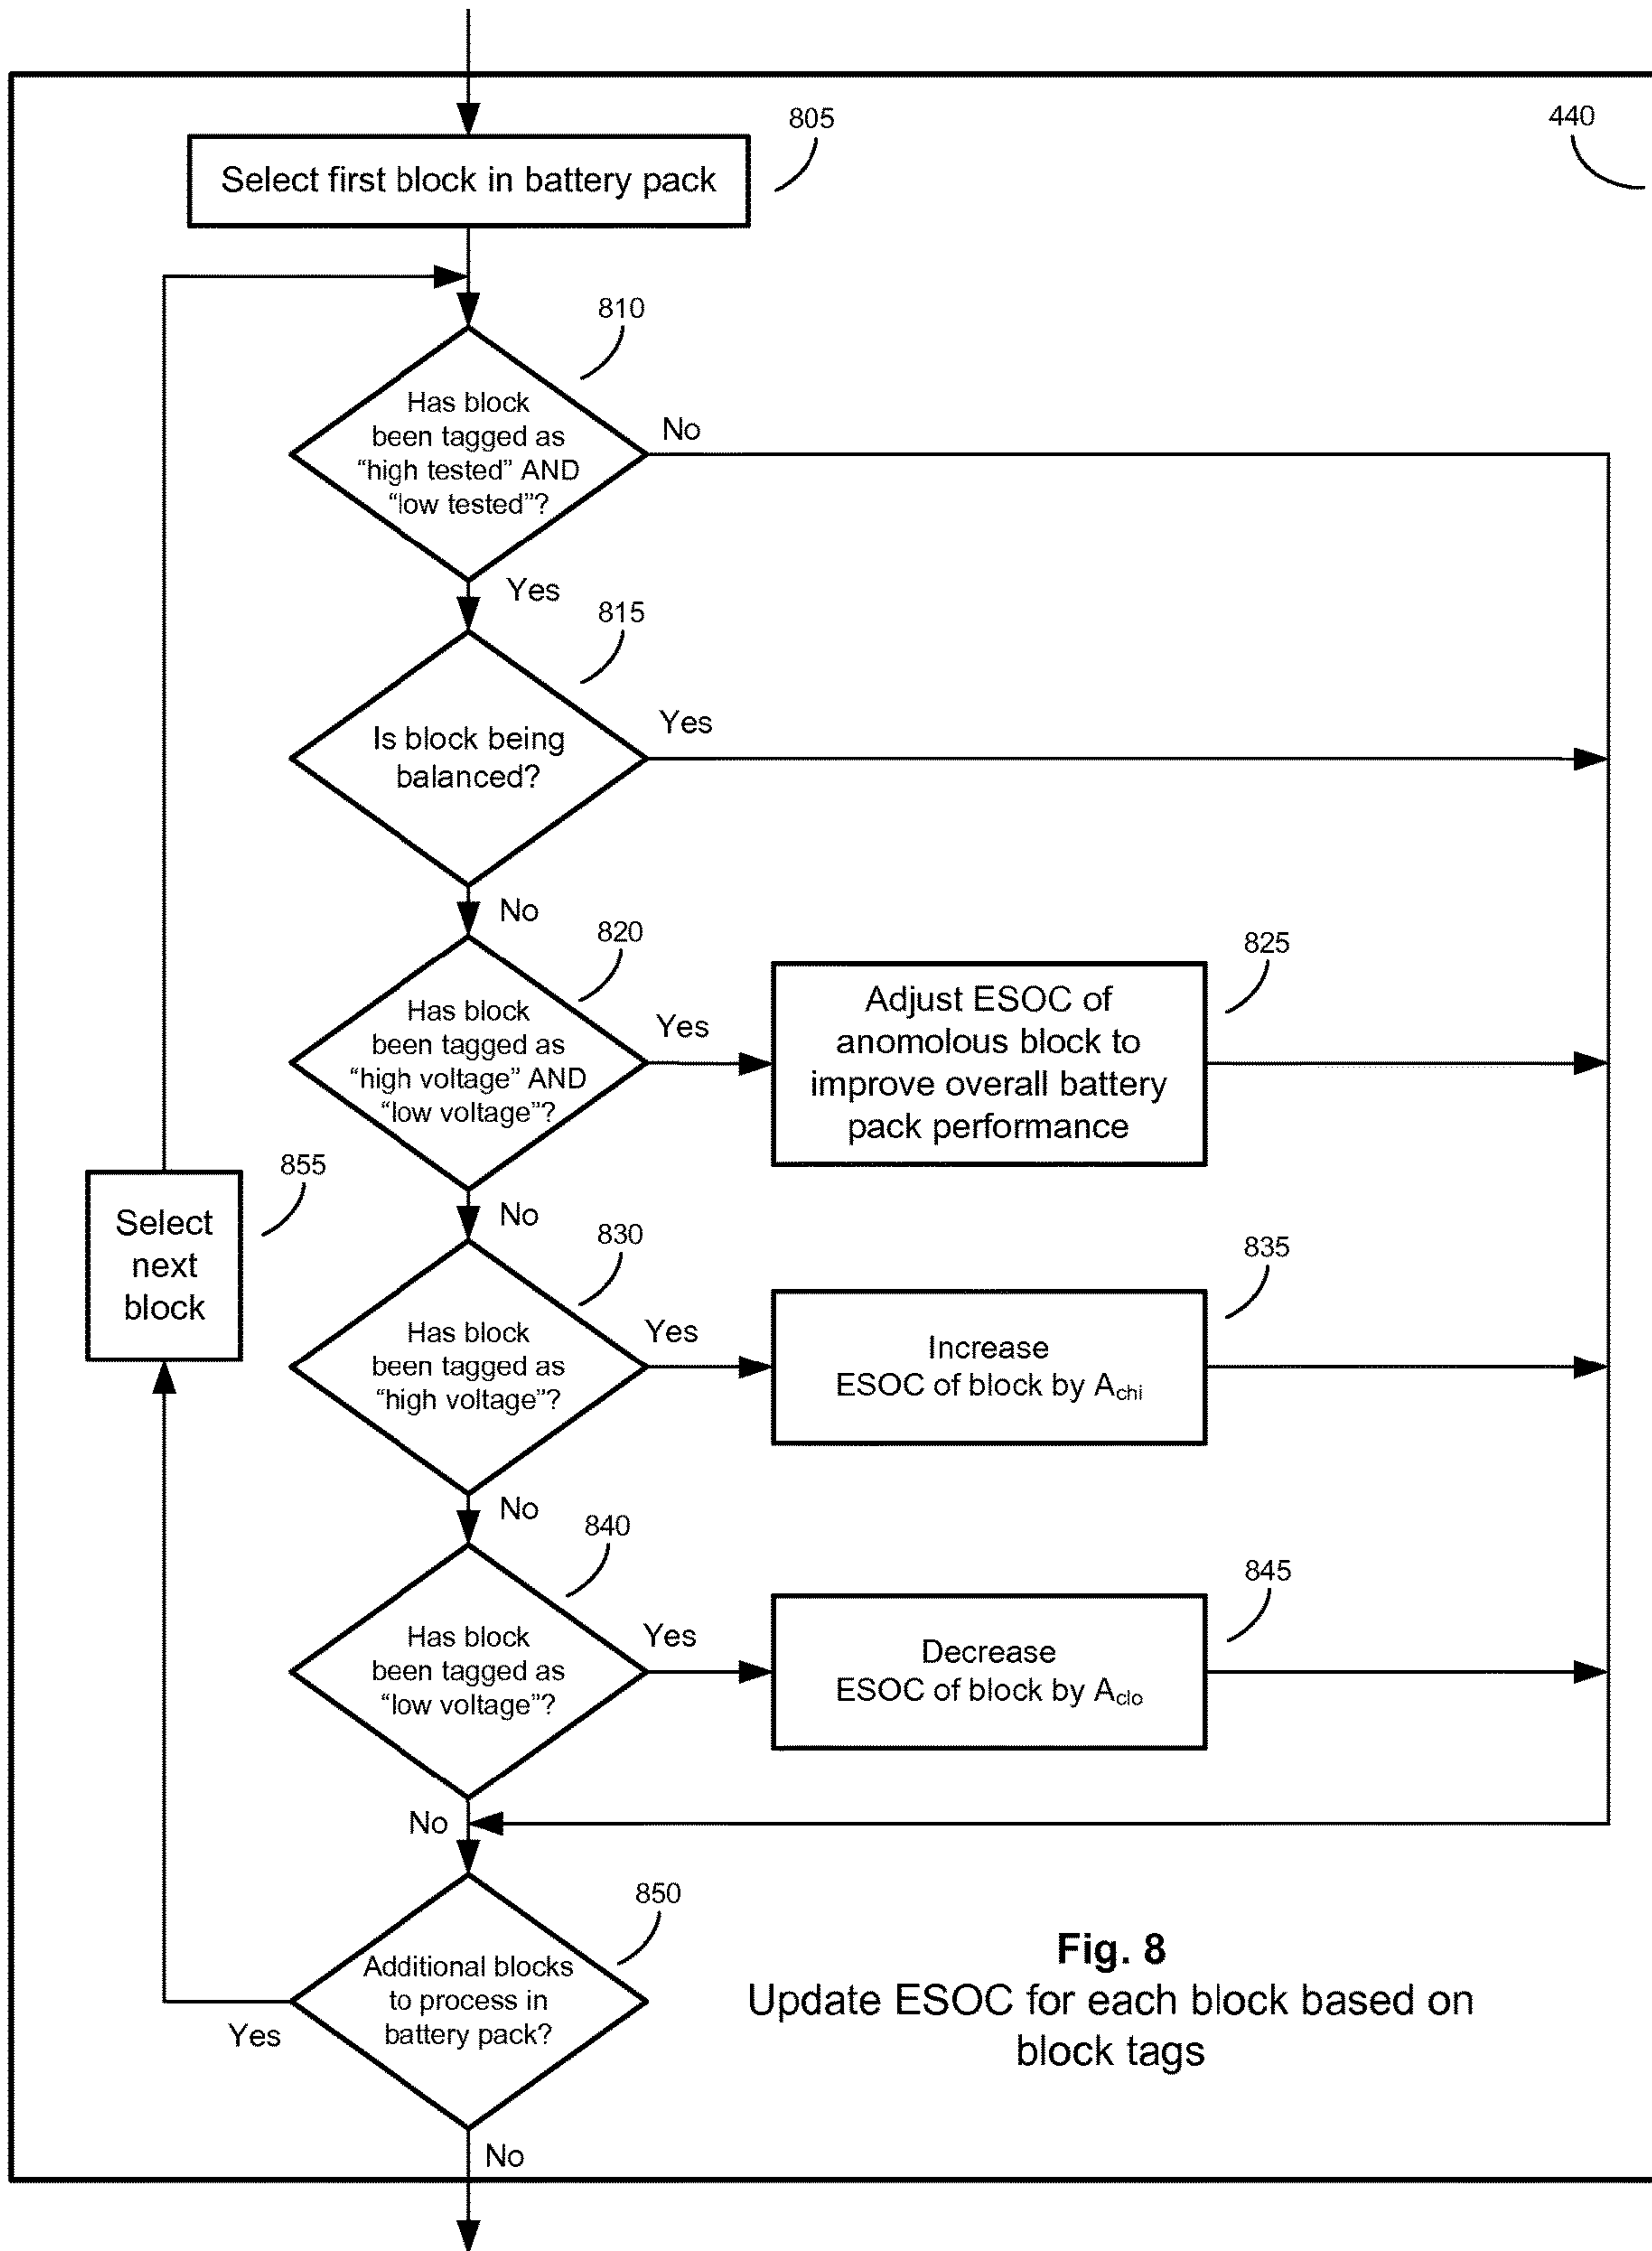 805
440
Select first block in battery pack
810
Has block
been tagged as
“high tested” AND
“low tested”?
No
Yes
815
Is block being
balanced?
Yes
No
820
825
Has block
been tagged as
“high voltage” AND
“low voltage”?
Yes
Adjust ESOC of
anomolous block to
improve overall battery
pack performance
855
Select
next
block
No
830
835
Has block
been tagged as
“high voltage”?
Yes
Increase
ESOC of block by Achi
No
840
845
Has block
been tagged as
“low voltage”?
Yes
Decrease
ESOC of block by Aclo
No
850
Additional blocks
to process in
battery pack?
Yes
No
Fig. 8
Update ESOC for each block based on
block tags